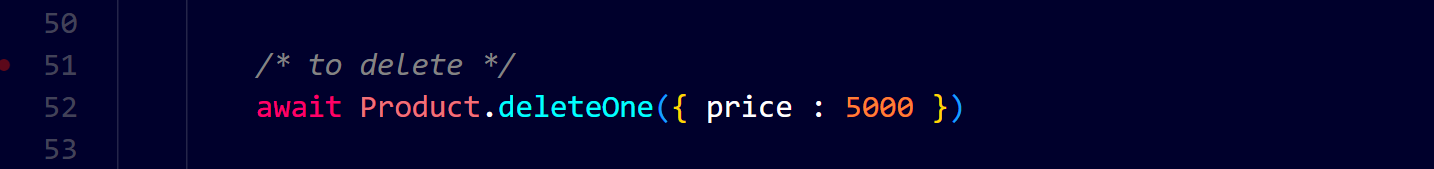 50
51 /* to delete */
52 await Product.deleteOne({ price : 5000 })
53